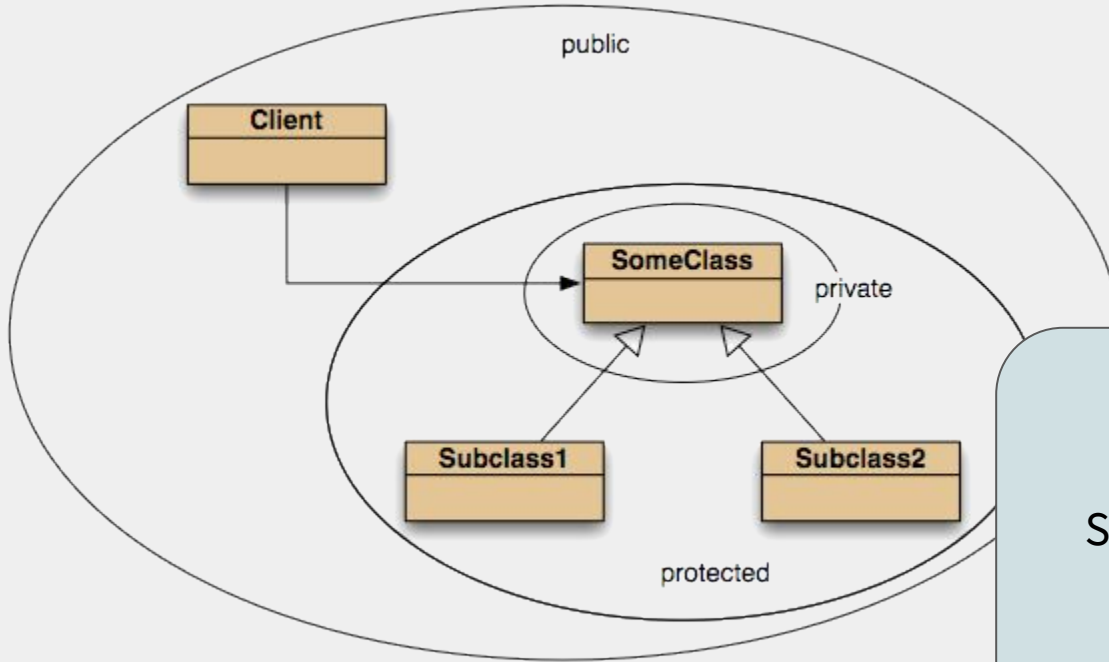 public
Client
SomeClass
private
Subclass1
Subclass2
protected
S